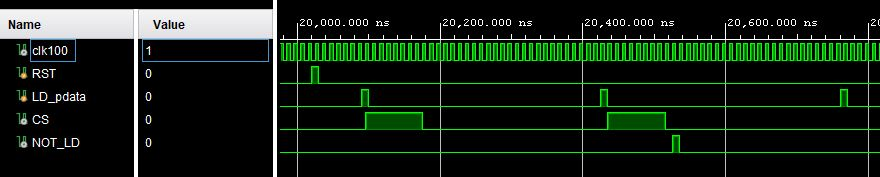 Name Value
20,000.000 ns 20,200.000 ns 20,400.000 ns 20,600.000 ns 20
clk100 1
RST 0
LD_pdata 0
CS 0
NOT_LD 0